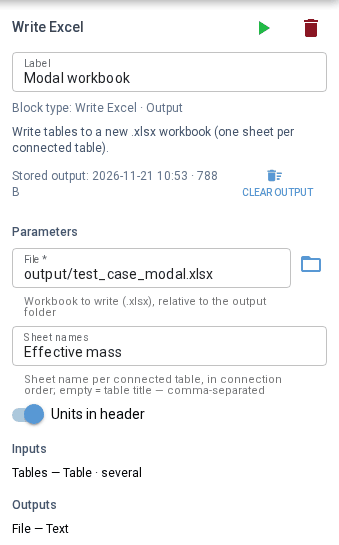 Write Excel
Label
Modal workbook
Block type: Write Excel · Output
Write tables to a new .xlsx workbook (one sheet per
connected table).
Stored output: 2026-11-21 10:53 · 788
B
CLEAR OUTPUT
Parameters
File *
output/test_case_modal.xlsx
Workbook to write (.xlsx), relative to the output
folder
Sheet names
Effective mass
Sheet name per connected table, in connection
order; empty = table title — comma-separated
Units in header
Inputs
Tables — Table · several
Outputs
File — Text